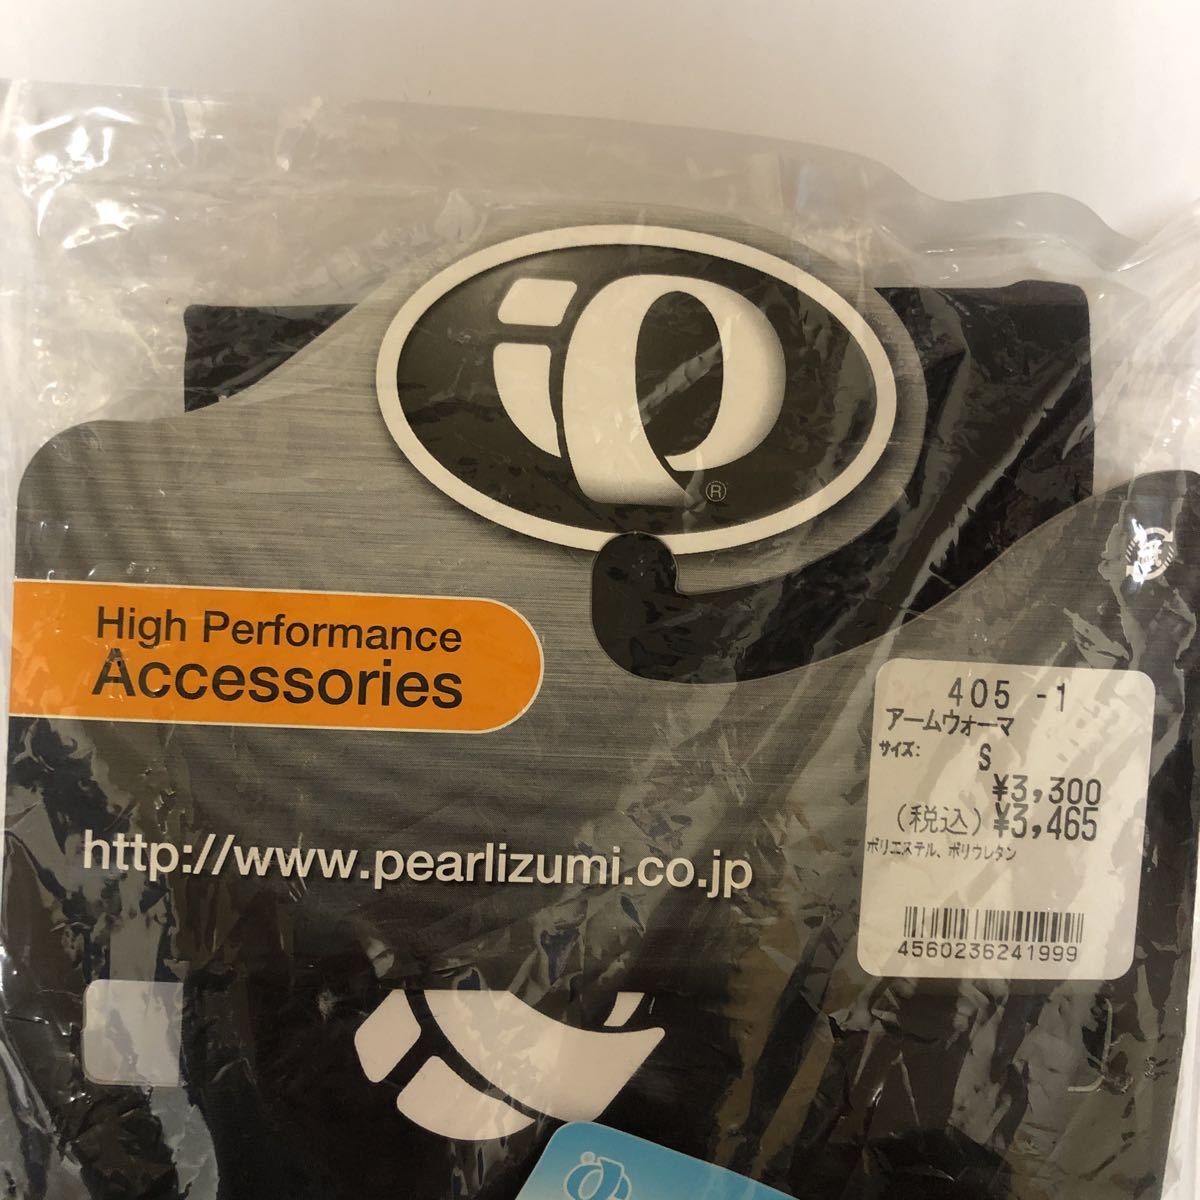 ®
High Performance
Accessories
http://www.pearlizumi.co.jp
405 -1
アームウォーマ
サイズ: S
¥3,300
(税込) ¥3,465
ポリエステル、ポリウレタン
4560236241999